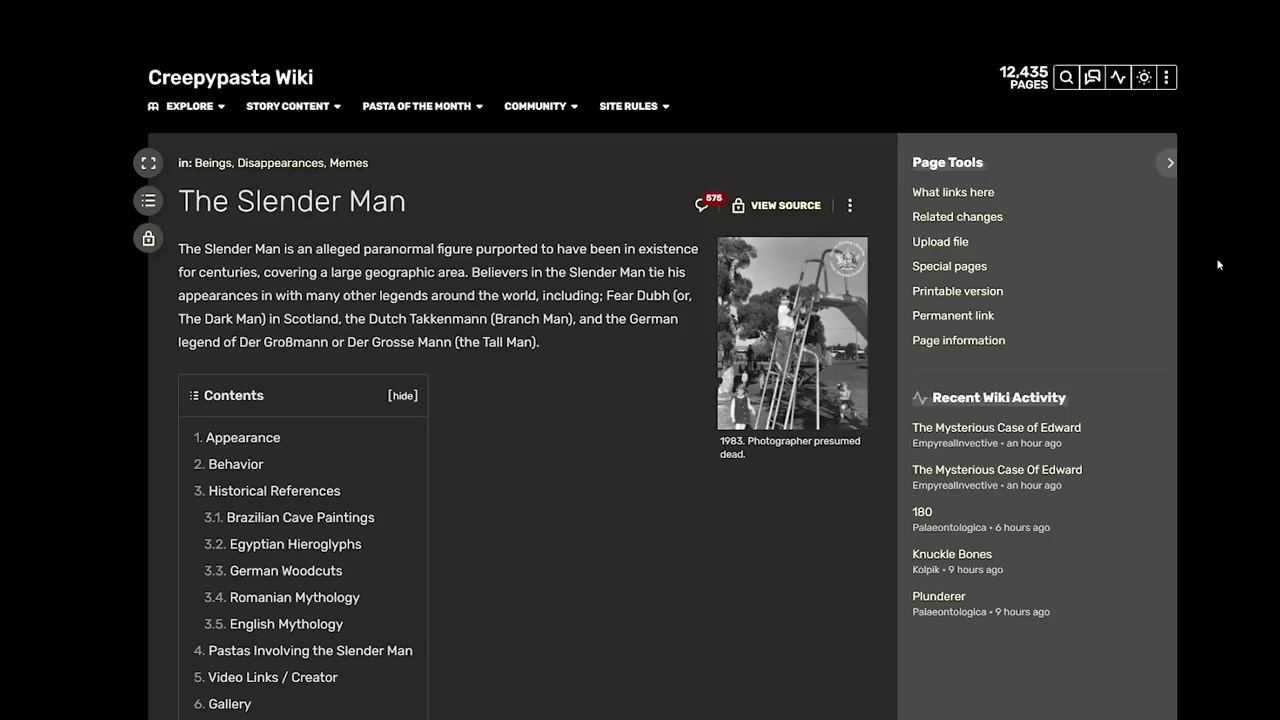 Creepypasta Wiki
12,435
PAGES
EXPLORE
STORY CONTENT
PASTA OF THE MONTH
COMMUNITY
SITE RULES
in: Beings, Disappearances, Memes
The Slender Man
575
VIEW SOURCE
The Slender Man is an alleged paranormal figure purported to have been in existence
for centuries, covering a large geographic area. Believers in the Slender Man tie his
appearances in with many other legends around the world, including; Fear Dubh (or,
The Dark Man) in Scotland, the Dutch Takkenmann (Branch Man), and the German
legend of Der Großmann or Der Grosse Mann (the Tall Man).
1983. Photographer presumed
dead.
Contents
[hide]
1. Appearance
2. Behavior
3. Historical References
3.1. Brazilian Cave Paintings
3.2. Egyptian Hieroglyphs
3.3. German Woodcuts
3.4. Romanian Mythology
3.5. English Mythology
4. Pastas Involving the Slender Man
5. Video Links / Creator
6. Gallery
Page Tools
What links here
Related changes
Upload file
Special pages
Printable version
Permanent link
Page information
Recent Wiki Activity
The Mysterious Case of Edward
EmpyrealInvective • an hour ago
The Mysterious Case Of Edward
EmpyrealInvective • an hour ago
180
Palaeontologica • 6 hours ago
Knuckle Bones
Kolpik • 9 hours ago
Plunderer
Palaeontologica • 9 hours ago